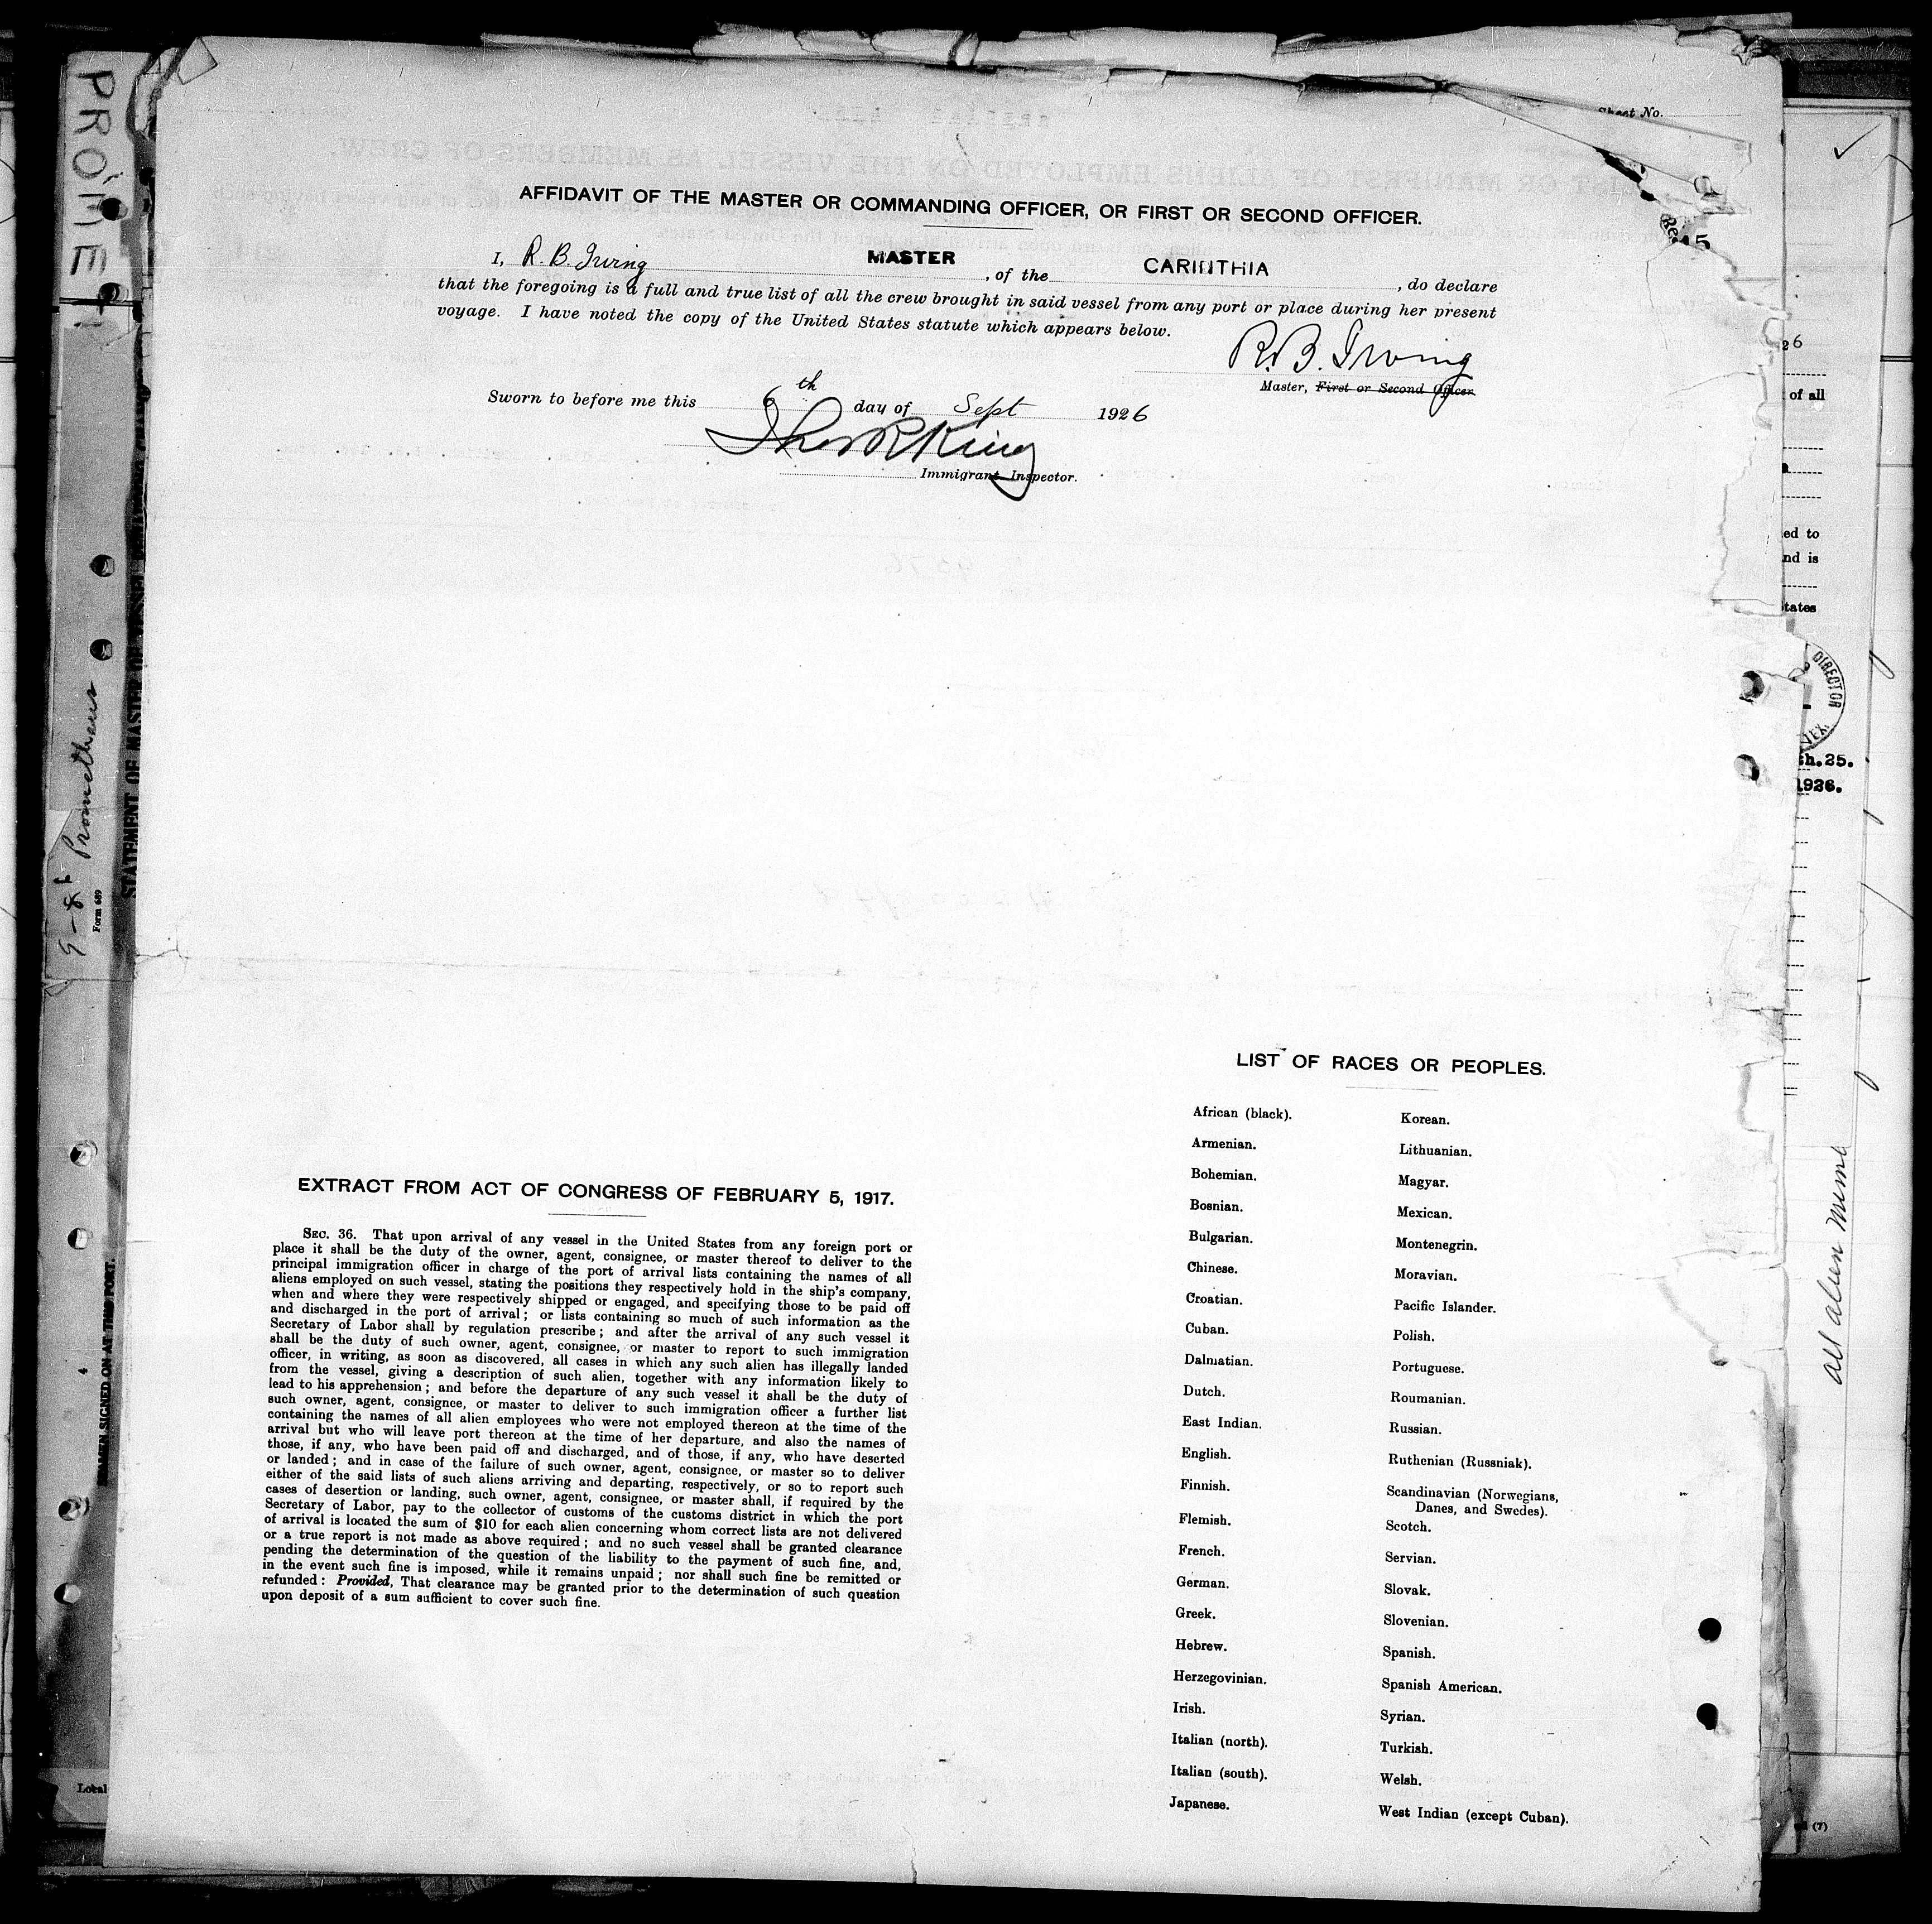 Sheet No.
AFFIDAVIT OF THE MASTER OR COMMANDING OFFICER, OR FIRST OR SECOND OFFICER.
I, R. B. Irving MASTER, of the CARINTHIA, do declare
that the foregoing is a full and true list of all the crew brought in said vessel from any port or place during her present
voyage. I have noted the copy of the United States statute which appears below.
R. B. Irving
Master, First or Second Officer.
Sworn to before me this 6th day of Sept 1926
Immigrant Inspector.
EXTRACT FROM ACT OF CONGRESS OF FEBRUARY 5, 1917.
SEC. 36. That upon arrival of any vessel in the United States from any foreign port or
place it shall be the duty of the owner, agent, consignee, or master thereof to deliver to the
principal immigration officer in charge of the port of arrival lists containing the names of all
aliens employed on such vessel, stating the positions they respectively hold in the ship's company,
when and where they were respectively shipped or engaged, and specifying those to be paid off
and discharged in the port of arrival; or lists containing so much of such information as the
Secretary of Labor shall by regulation prescribe; and after the arrival of any such vessel it
shall be the duty of such owner, agent, consignee, or master to report to such immigration
officer, in writing, as soon as discovered, all cases in which any such alien has illegally landed
from the vessel, giving a description of such alien, together with any information likely to
lead to his apprehension; and before the departure of any such vessel it shall be the duty of
such owner, agent, consignee, or master to deliver to such immigration officer a further list
containing the names of all alien employees who were not employed thereon at the time of the
arrival but who will leave port thereon at the time of her departure, and also the names of
those, if any, who have been paid off and discharged, and of those, if any, who have deserted
or landed; and in case of the failure of such owner, agent, consignee, or master so to deliver
either of the said lists of such aliens arriving and departing, respectively, or so to report such
cases of desertion or landing, such owner, agent, consignee, or master shall, if required by the
Secretary of Labor, pay to the collector of customs of the customs district in which the port
of arrival is located the sum of $10 for each alien concerning whom correct lists are not delivered
or a true report is not made as above required; and no such vessel shall be granted clearance
pending the determination of the question of the liability to the payment of such fine, and,
in the event such fine is imposed, while it remains unpaid; nor shall such fine be remitted or
refunded: Provided, That clearance may be granted prior to the determination of such question
upon deposit of a sum sufficient to cover such fine.
LIST OF RACES OR PEOPLES.
African (black).
Armenian.
Bohemian.
Bosnian.
Bulgarian.
Chinese.
Croatian.
Cuban.
Dalmatian.
Dutch.
East Indian.
English.
Finnish.
Flemish.
French.
German.
Greek.
Hebrew.
Herzegovinian.
Irish.
Italian (north).
Italian (south).
Japanese.
Korean.
Lithuanian.
Magyar.
Mexican.
Montenegrin.
Moravian.
Pacific Islander.
Polish.
Portuguese.
Roumanian.
Russian.
Ruthenian (Russniak).
Scandinavian (Norwegians,
Danes, and Swedes).
Scotch.
Servian.
Slovak.
Slovenian.
Spanish.
Spanish American.
Syrian.
Turkish.
Welsh.
West Indian (except Cuban).
PROMET
Prometheus
Form 689
STATEMENT OF MASTER OF VESSEL
SEAMEN SIGNED ON AT THIS PORT.
4
Local
of all
ed to
nd is
States
DIRECTOR
h. 25.
1926.
All alien
(7)